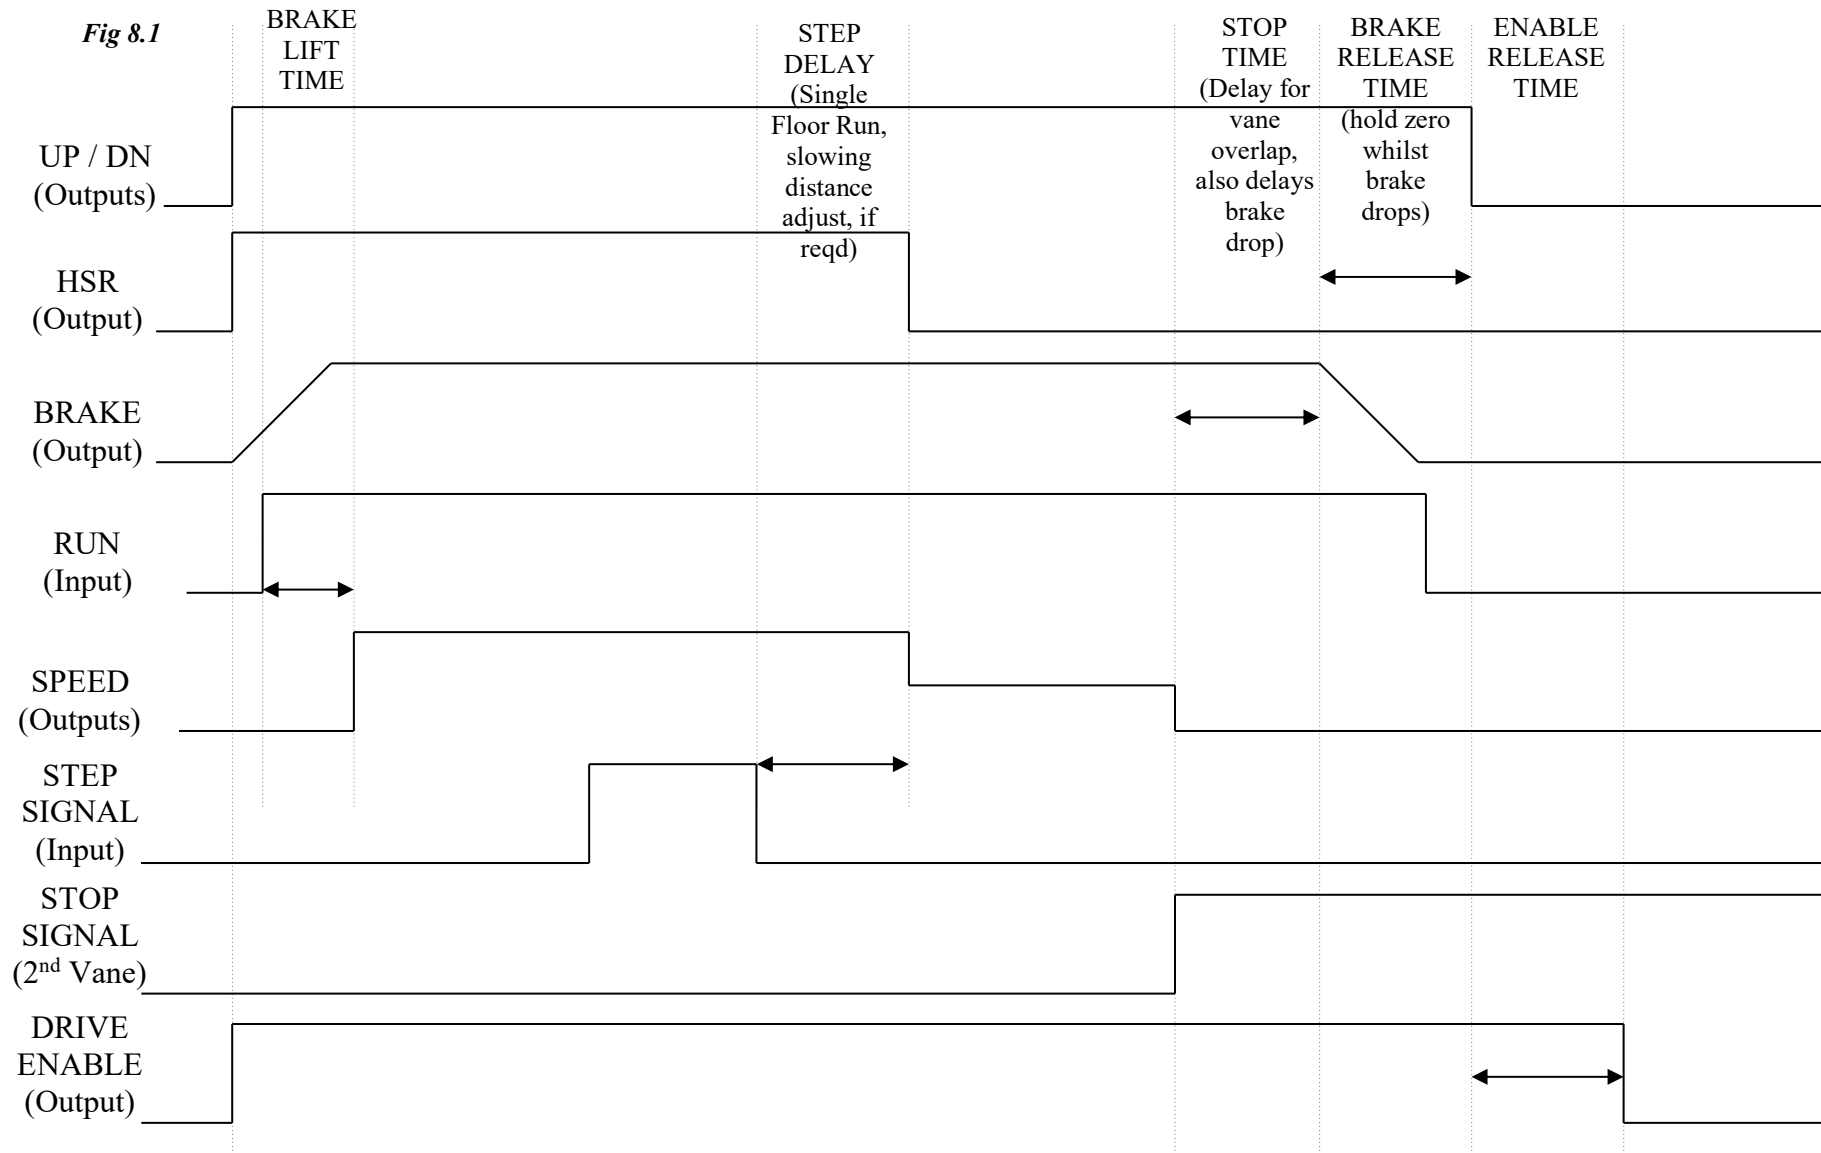 Fig 8.1
BRAKE
LIFT
TIME
STEP
DELAY
(Single
Floor Run,
slowing
distance
adjust, if
reqd)
STOP
TIME
(Delay for
vane
overlap,
also delays
brake
drop)
BRAKE
RELEASE
TIME
(hold zero
whilst
brake
drops)
ENABLE
RELEASE
TIME
UP / DN
(Outputs)
HSR
(Output)
BRAKE
(Output)
RUN
(Input)
SPEED
(Outputs)
STEP
SIGNAL
(Input)
STOP
SIGNAL
(2nd Vane)
DRIVE
ENABLE
(Output)